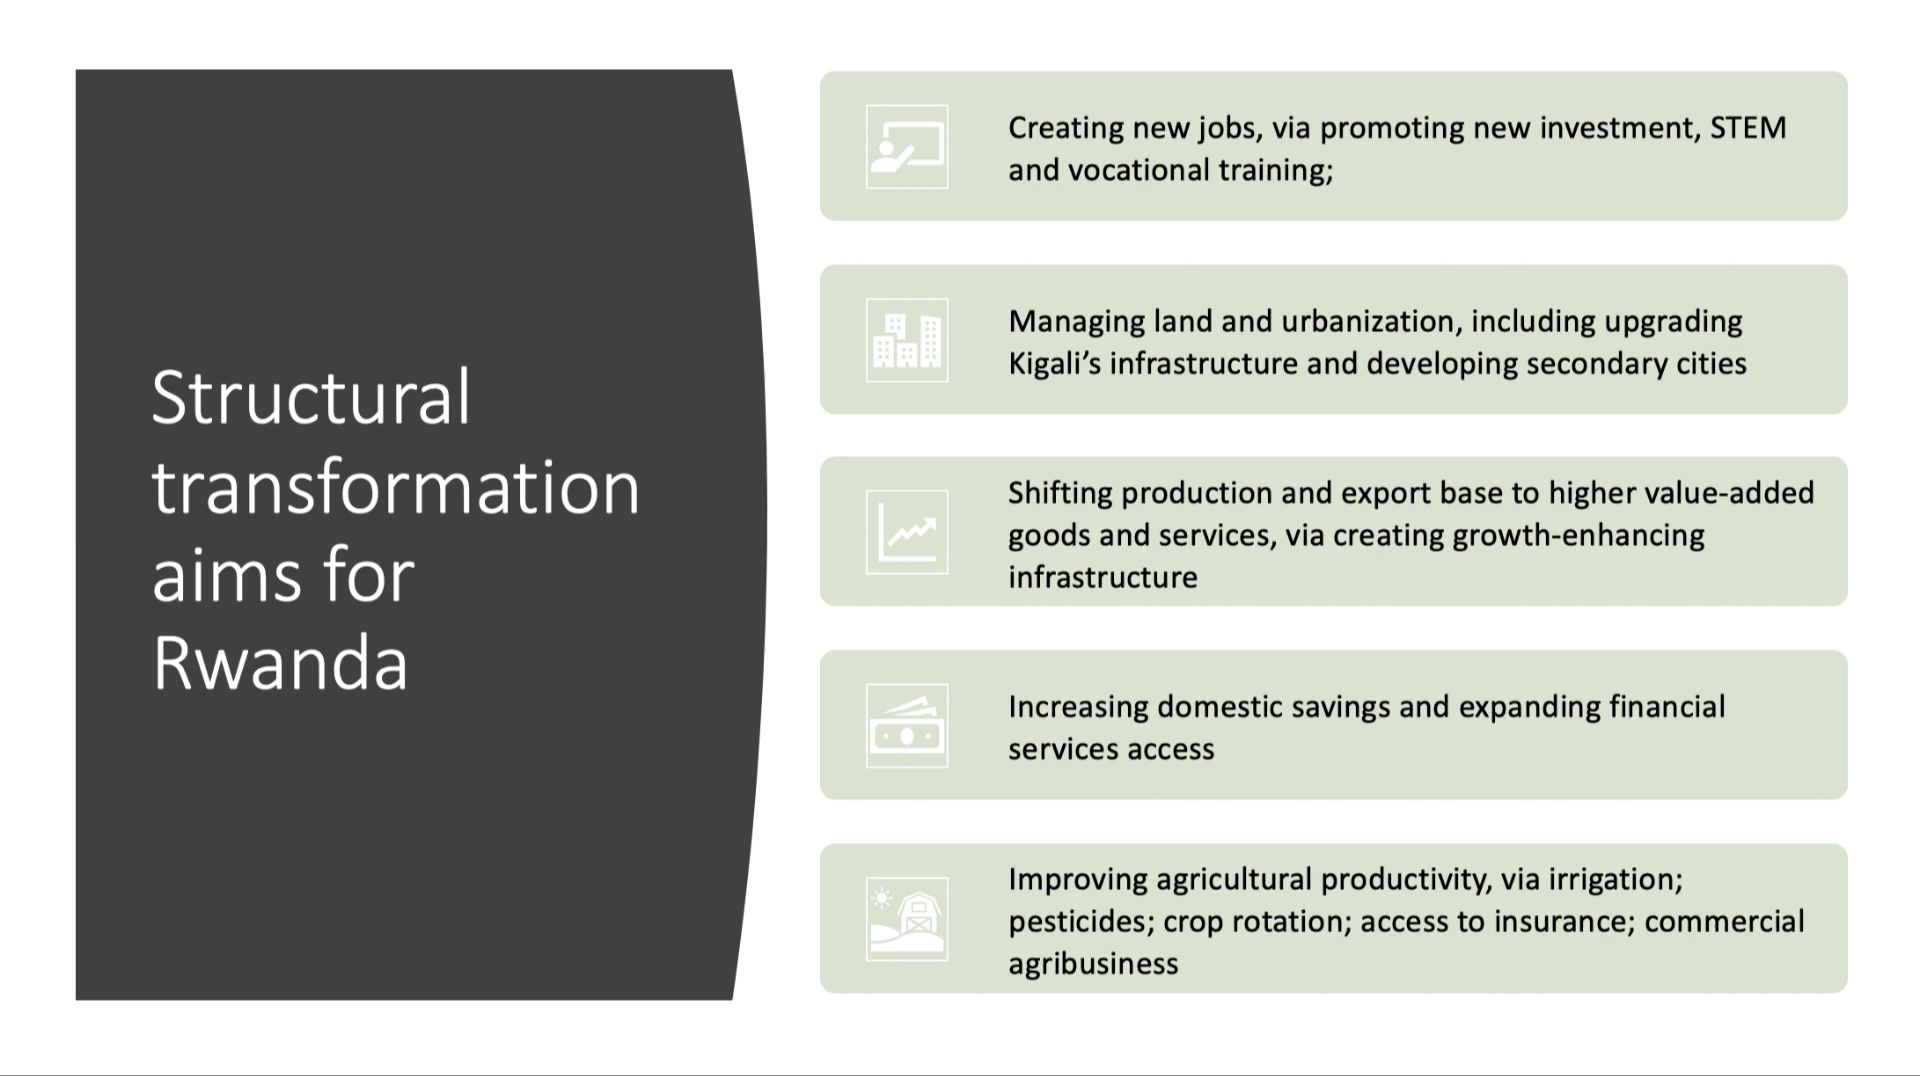 Structural
transformation
aims for
Rwanda
Creating new jobs, via promoting new investment, STEM
and vocational training;
Managing land and urbanization, including upgrading
Kigali’s infrastructure and developing secondary cities
Shifting production and export base to higher value-added
goods and services, via creating growth-enhancing
infrastructure
Increasing domestic savings and expanding financial
services access
Improving agricultural productivity, via irrigation;
pesticides; crop rotation; access to insurance; commercial
agribusiness